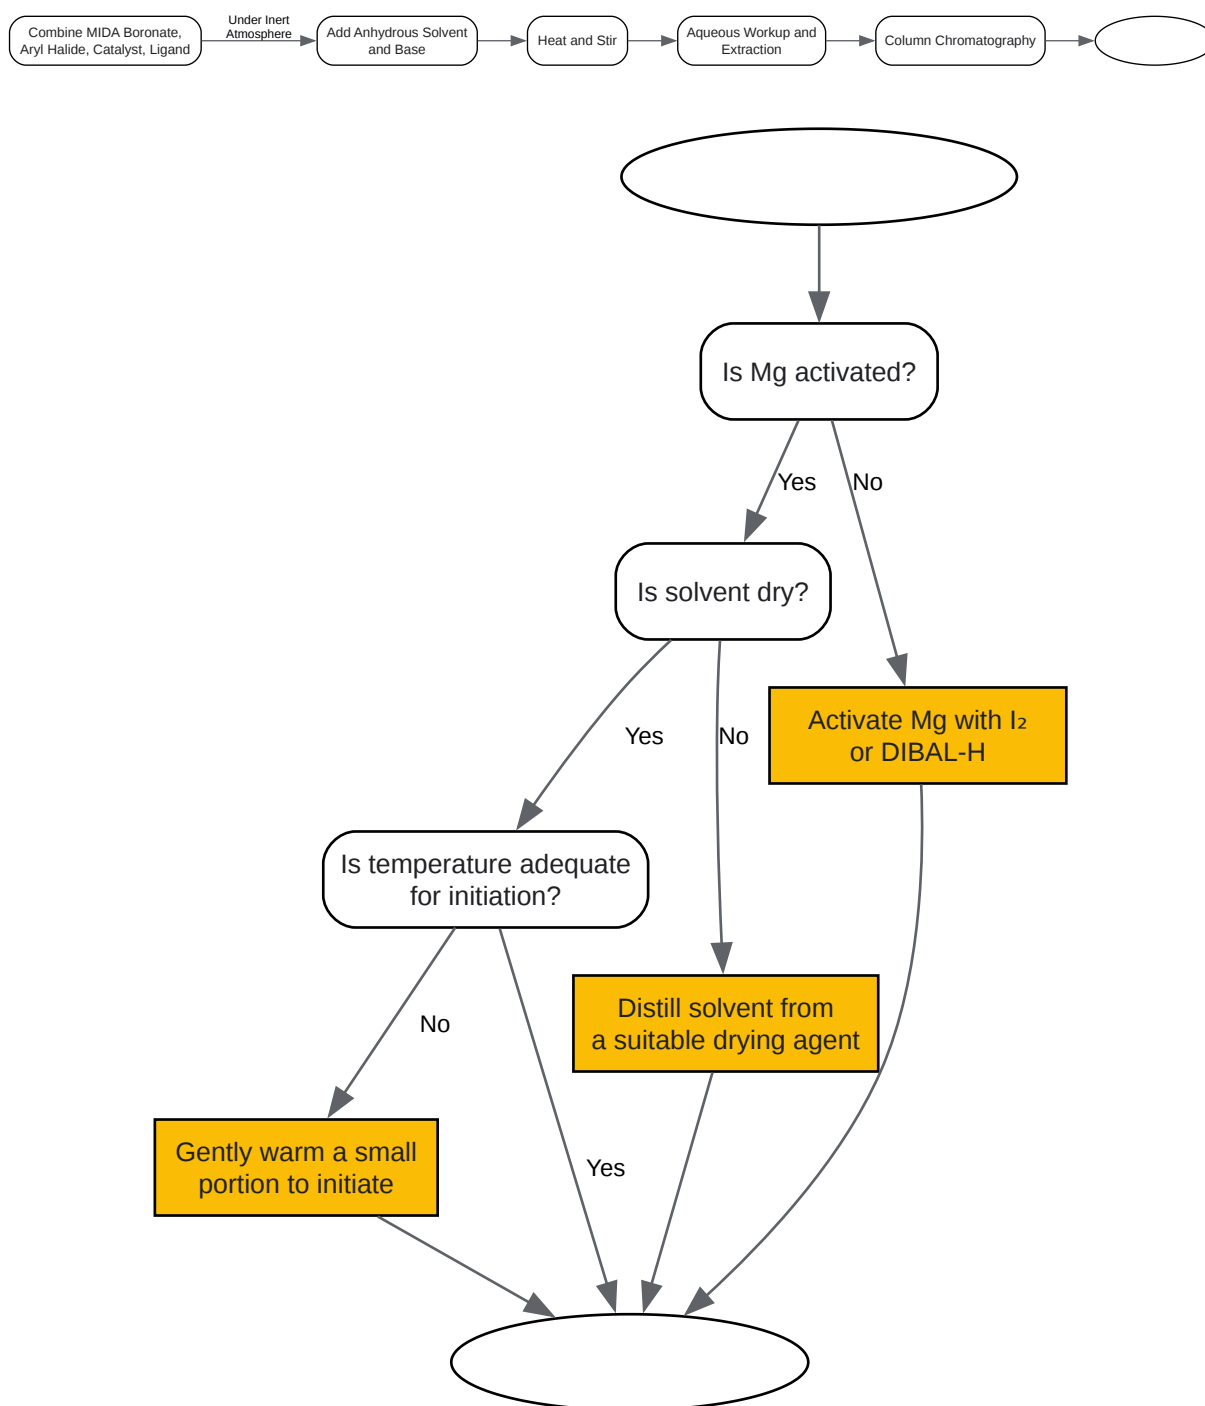 Combine MIDA Boronate,
Aryl Halide, Catalyst, Ligand
Under Inert
Atmosphere
Add Anhydrous Solvent
and Base
Heat and Stir
Aqueous Workup and
Extraction
Column Chromatography
Is Mg activated?
Yes
No
Is solvent dry?
Activate Mg with I₂
or DIBAL-H
Yes
No
Is temperature adequate
for initiation?
Distill solvent from
a suitable drying agent
No
Gently warm a small
portion to initiate
Yes